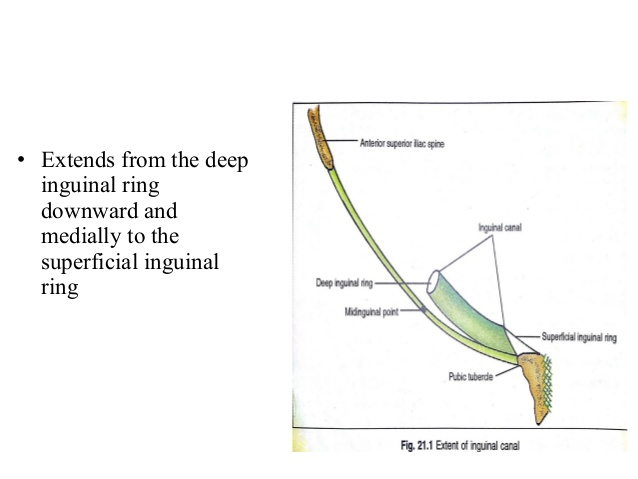 • Extends from the deep
inguinal ring
downward and
medially to the
superficial inguinal
ring
Anterior superior iliac spine
Inguinal canal
Deep inguinal ring
Midinguinal point
Superficial inguinal ring
Pubic tubercle
Fig. 21.1 Extent of inguinal canal